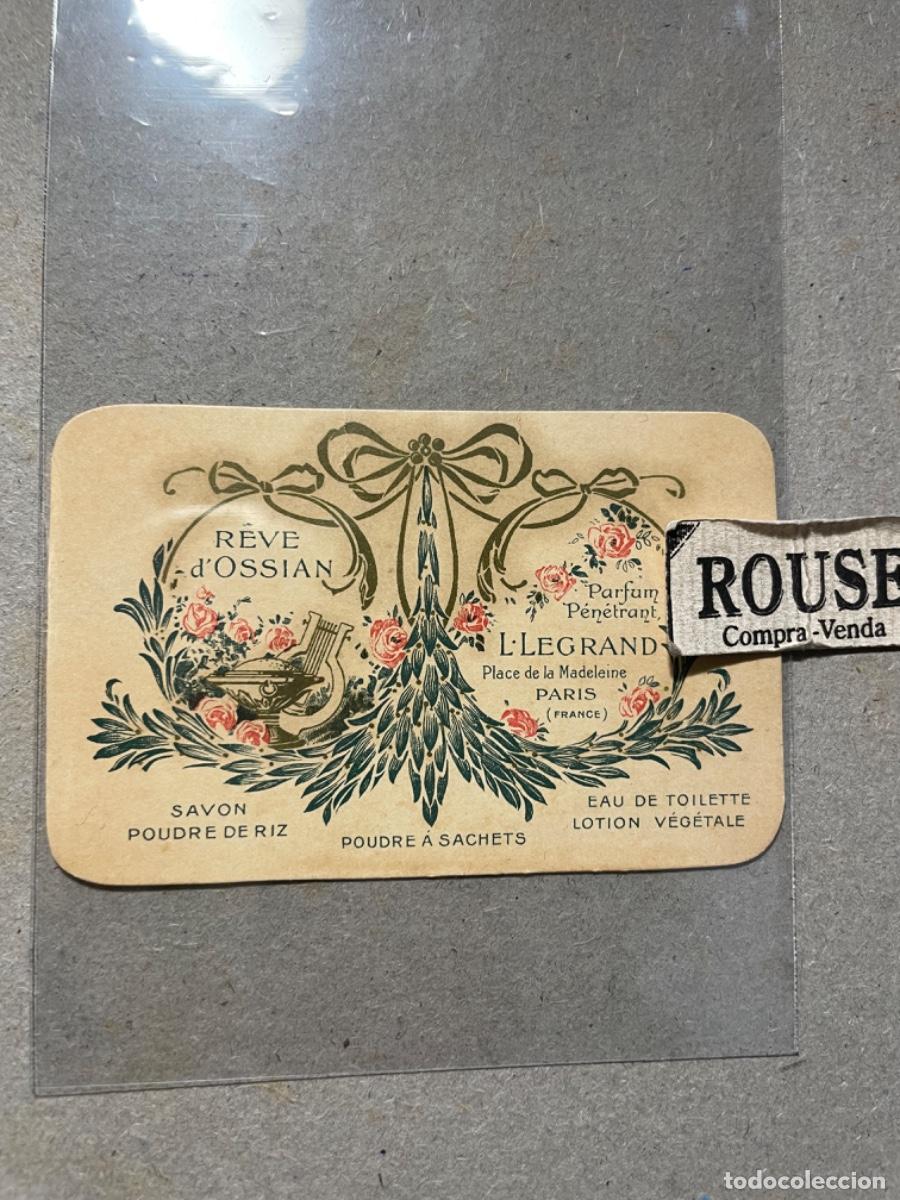 RÊVE
d'OSSIAN
Parfum
Pénétrant
L. LEGRAND
Place de la Madeleine
PARIS
(FRANCE)
SAVON
POUDRE DE RIZ
POUDRE À SACHETS
EAU DE TOILETTE
LOTION VÉGÉTALE
ROUSE
Compra-Venda
todocoleccion